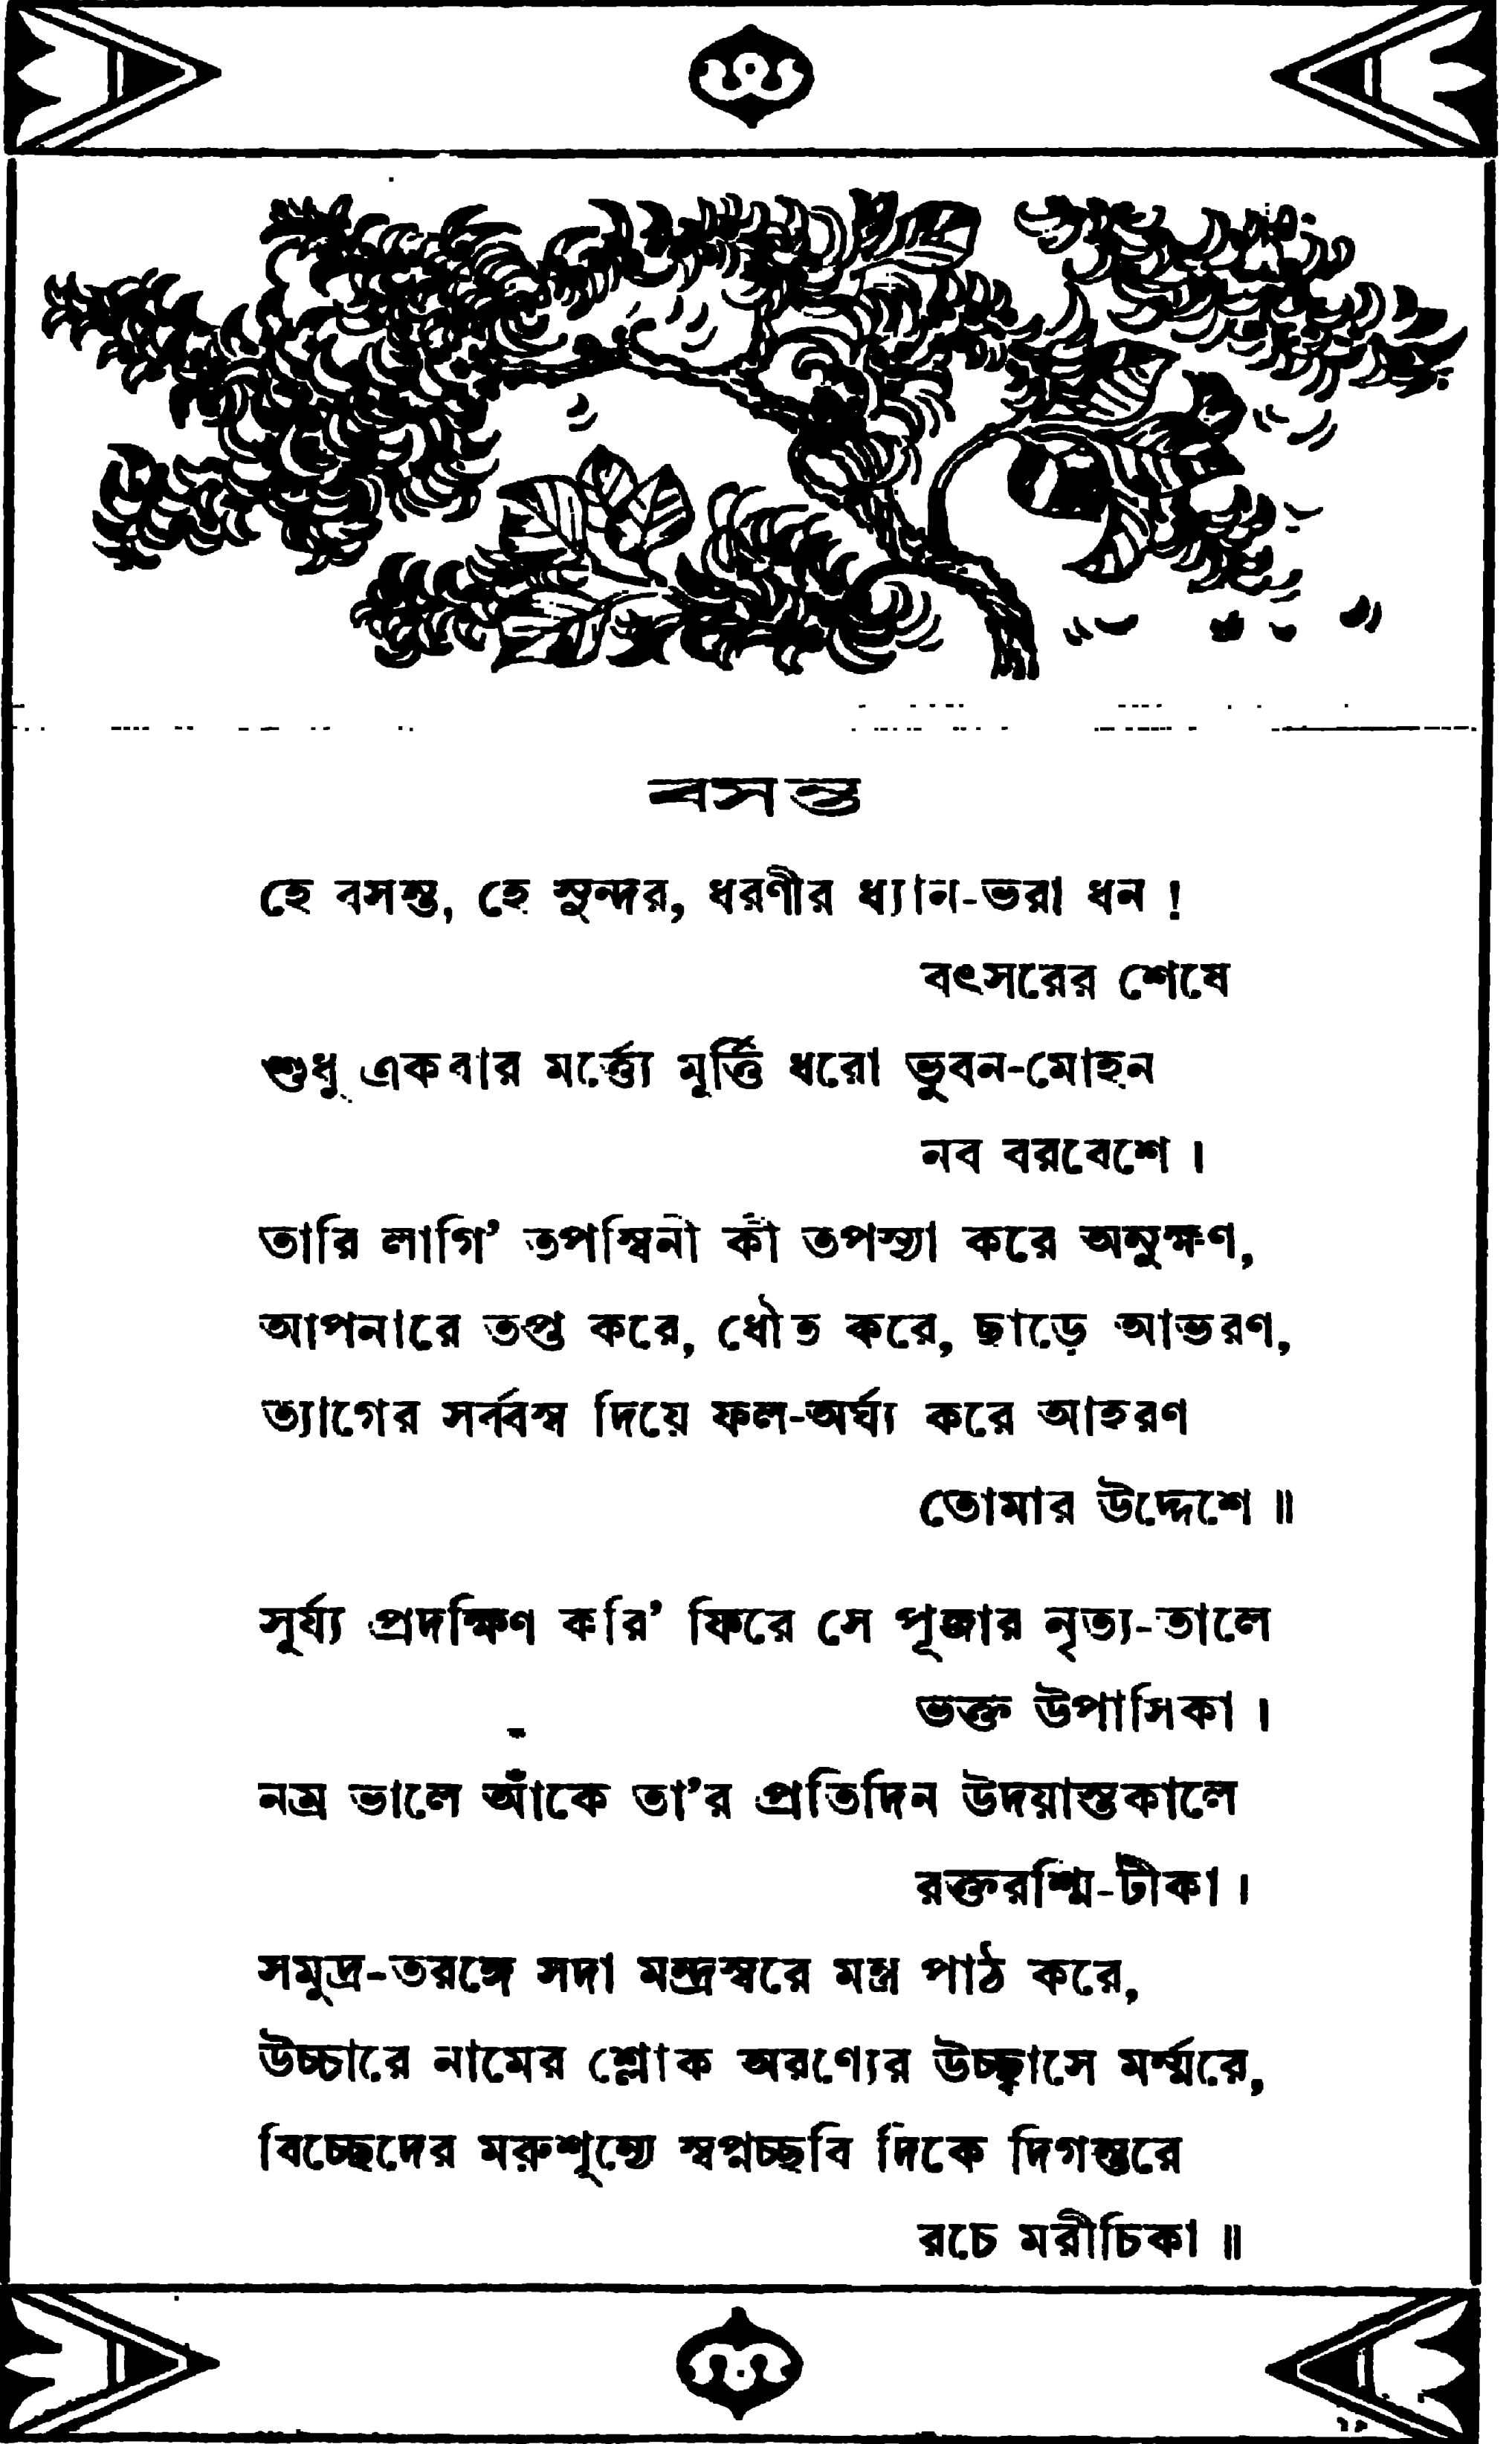 বসন্ত
হে বসন্ত, হে সুন্দর, ধরণীর ধ্যান-ভরা ধন !
বৎসরের শেষে
শুধু একবার মর্ত্ত্যে মূর্ত্তি ধরো ভুবন-মোহন
নব বরবেশে ।
তারি লাগি’ তপস্বিনী কী তপস্যা করে অনুক্ষণ,
আপনারে তপ্ত করে, ধৌত করে, ছাড়ে আভরণ,
ত্যাগের সর্ব্বস্ব দিয়ে ফল-অর্ঘ্য করে আহরণ
তোমার উদ্দেশে ॥
সূর্য্য প্রদক্ষিণ করি’ ফিরে সে পূজার নৃত্য-তালে
ভক্ত উপাসিকা ।
নম্র ভালে আঁকে তা’র প্রতিদিন উদয়াস্তকালে
রক্তরশ্মি-টীকা ।
সমুদ্র-তরঙ্গে সদা মন্দ্রস্বরে মন্ত্র পাঠ করে,
উচ্চারে নামের শ্লোক অরণ্যের উচ্ছ্বাসে মর্ম্মরে,
বিচ্ছেদের মরুশূন্যে স্বপ্নচ্ছবি দিকে দিগন্তরে
রচে মরীচিকা ॥